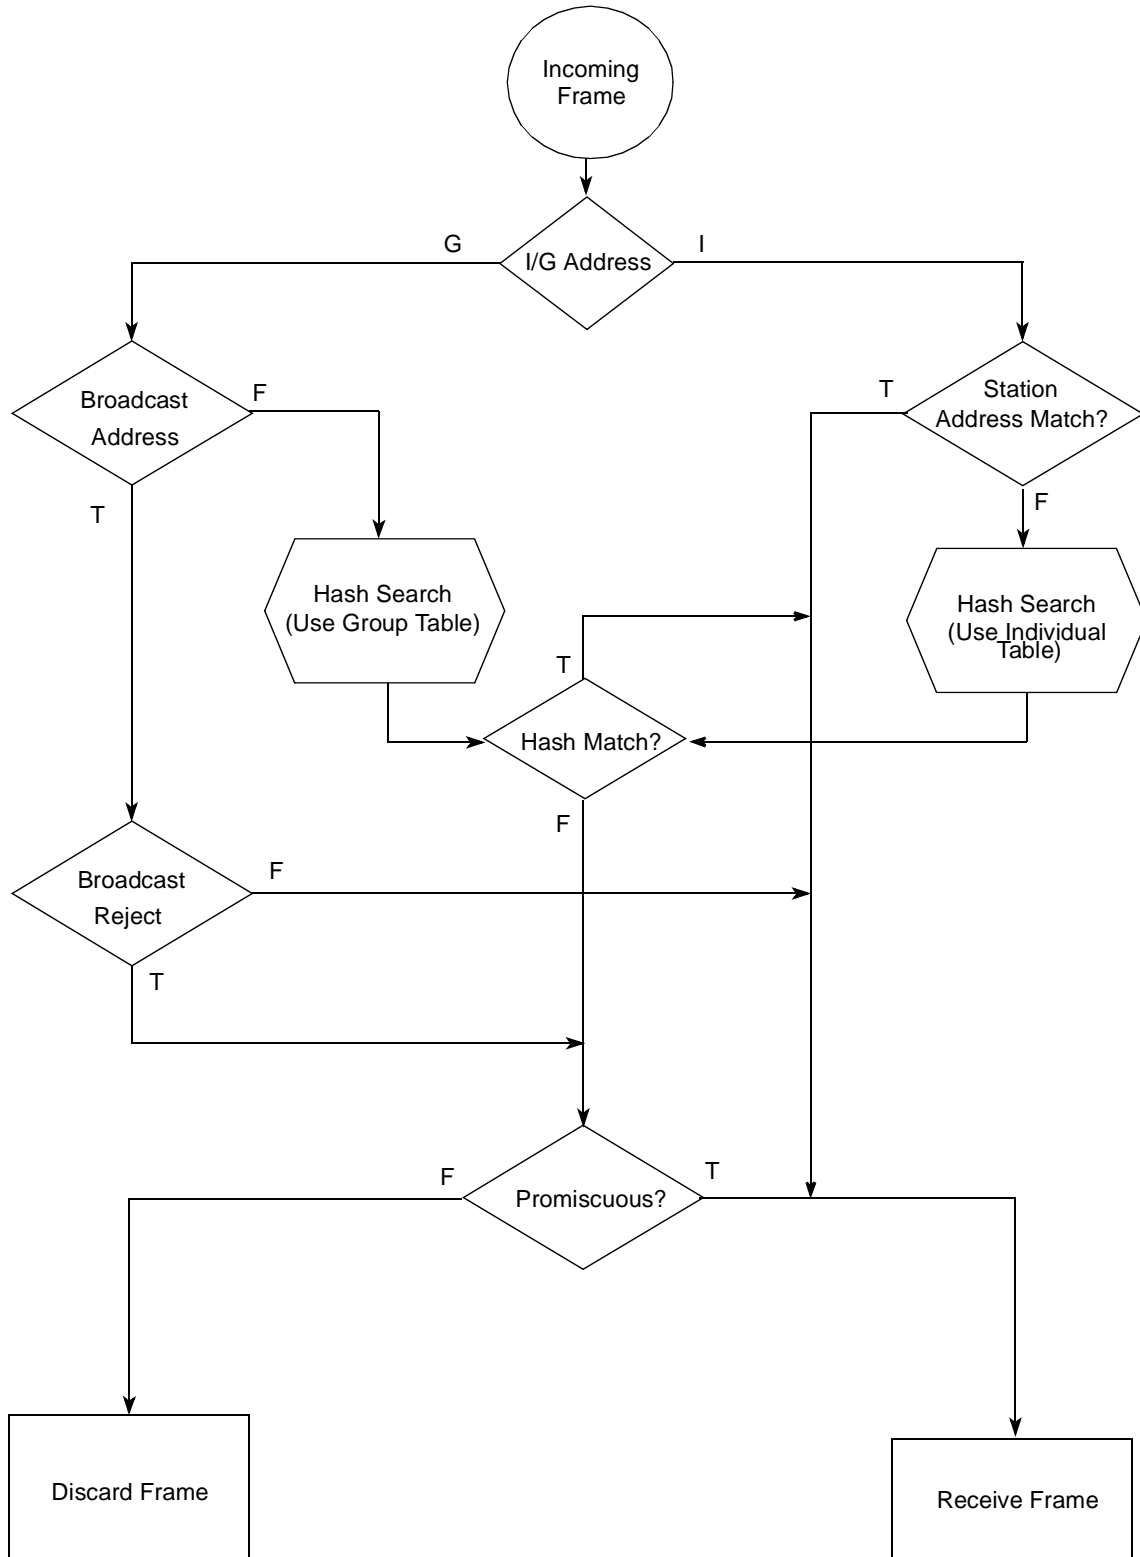 Incoming
Frame
G
I
I/G Address
Broadcast
Address
F
T
Station
Address Match?
T
F
Hash Search
(Use Group Table)
Hash Search
(Use Individual
Table)
T
Hash Match?
F
Broadcast
Reject
F
T
F
Promiscuous?
T
Discard Frame
Receive Frame